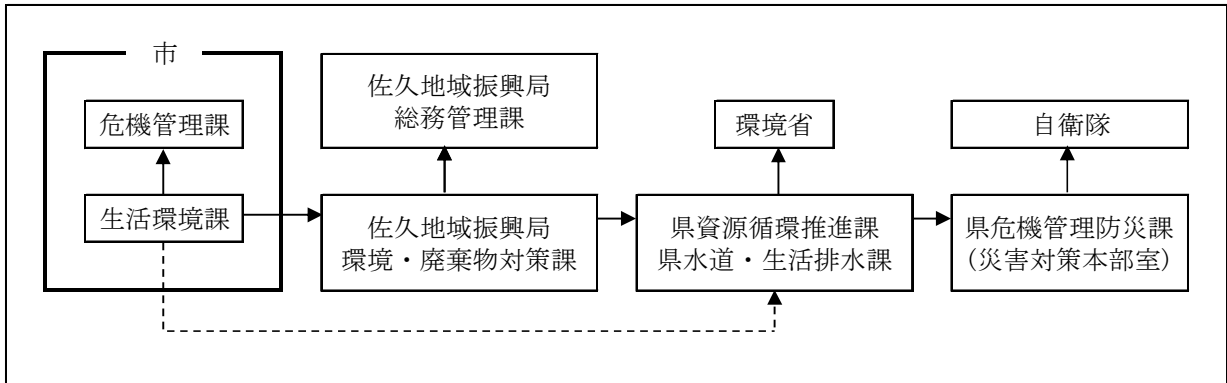 市
危機管理課
生活環境課
佐久地域振興局
総務管理課
佐久地域振興局
環境・廃棄物対策課
環境省
県資源循環推進課
県水道・生活排水課
自衛隊
県危機管理防災課
(災害対策本部室)